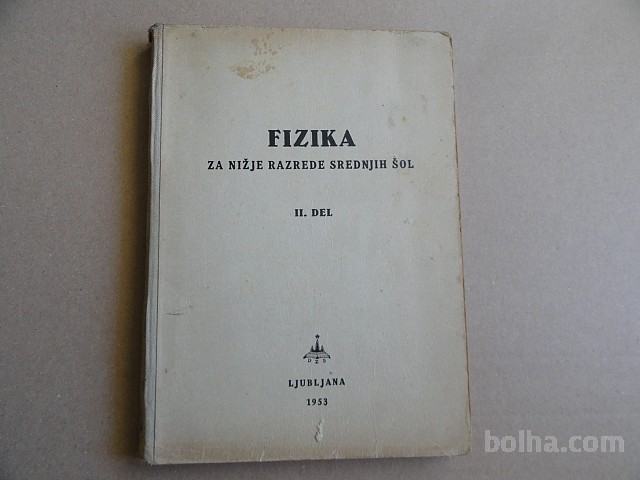 FIZIKA
ZA NIŽJE RAZREDE SREDNJIH ŠOL
II. DEL
DZS
LJUBLJANA
1953
bolha.com